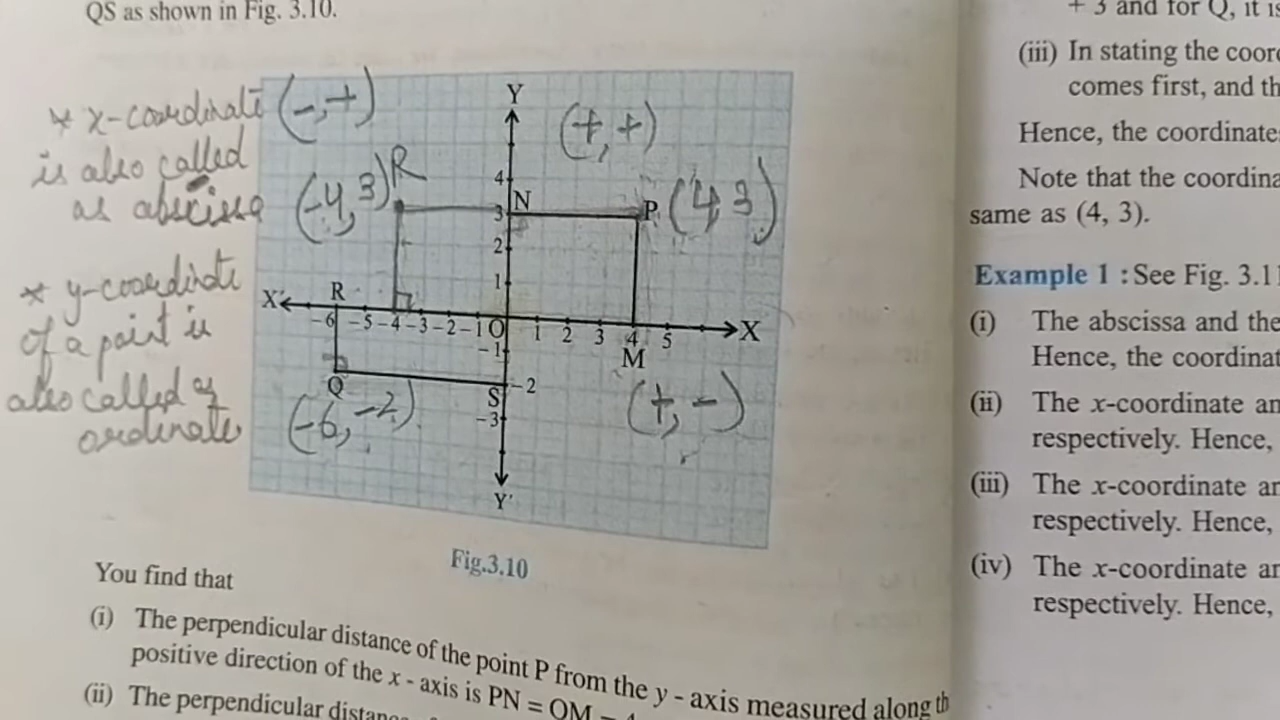 QS as shown in Fig. 3.10.
* x-coordinate
is also called
as abscissa
* y-coordinate
of a point is
also called as
ordinate
(-,+)
(+,+)
(-4,3)
R
(4,3)
(-6,-2)
(+,-)
Y
4
3
N
P
2
1
X'
R
-6 -5 -4 -3 -2 -1 O 1 2 3 4 5
X
M
-1
Q
S
-2
-3
Y'
Fig.3.10
You find that
(i) The perpendicular distance of the point P from the y - axis measured along th
positive direction of the x - axis is PN = OM = 4
(ii) The perpendicular
+ 3 and for Q, it is
(iii) In stating the coor
comes first, and th
Hence, the coordinate
Note that the coordina
same as (4, 3).
Example 1 : See Fig. 3.11
(i) The abscissa and the
Hence, the coordinat
(ii) The x-coordinate an
respectively. Hence,
(iii) The x-coordinate an
respectively. Hence,
(iv) The x-coordinate an
respectively. Hence,